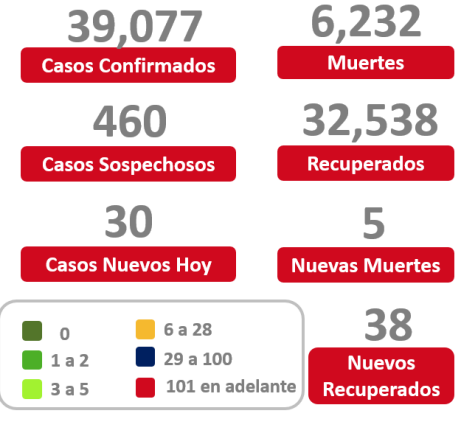 39,077
Casos Confirmados
6,232
Muertes
460
Casos Sospechosos
32,538
Recuperados
30
Casos Nuevos Hoy
5
Nuevas Muertes
0
1 a 2
3 a 5
6 a 28
29 a 100
101 en adelante
38
Nuevos
Recuperados